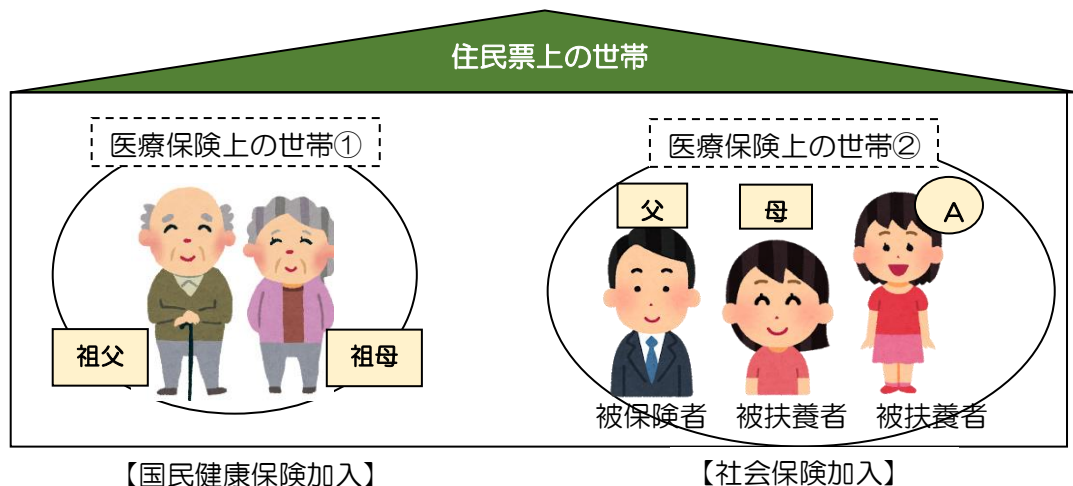 住民票上の世帯
医療保険上の世帯①
医療保険上の世帯②
父
母
A
祖父
祖母
被保険者
被扶養者
被扶養者
【国民健康保険加入】
【社会保険加入】